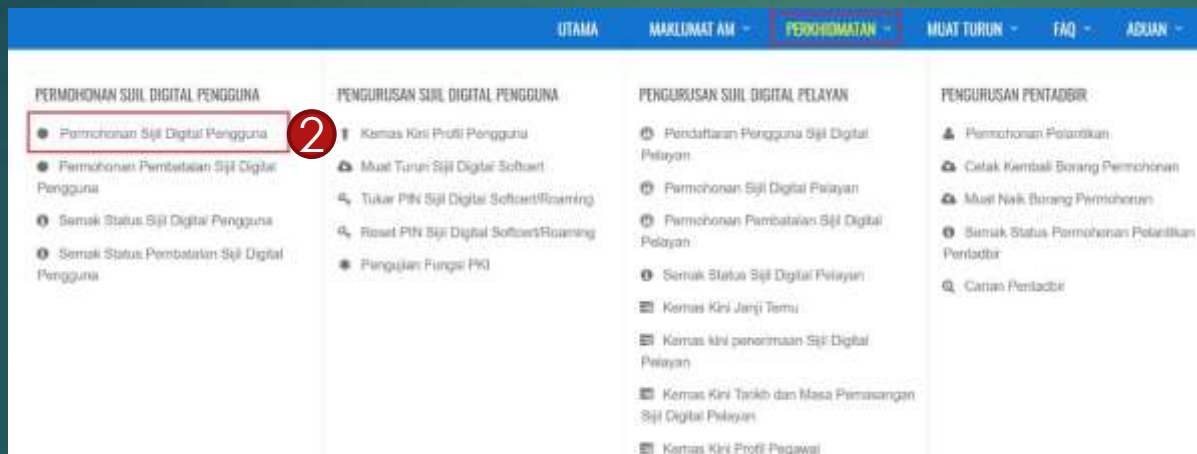 UTAMA MAKLUMAT AM PERKHIDMATAN MUAT TURUN FAQ ADUAN
PERMOHONAN SIJIL DIGITAL PENGGUNA
Permohonan Sijil Digital Pengguna
2
Permohonan Pembatalan Sijil Digital
Pengguna
Semak Status Sijil Digital Pengguna
Semak Status Pembatalan Sijil Digital
Pengguna
PENGURUSAN SIJIL DIGITAL PENGGUNA
Kemas Kini Profil Pengguna
Muat Turun Sijil Digital Softcert
Tukar PIN Sijil Digital Softcert/Roaming
Reset PIN Sijil Digital Softcert/Roaming
Pengujian Fungsi PKI
PENGURUSAN SIJIL DIGITAL PELAYAN
Pendaftaran Pengguna Sijil Digital
Pelayan
Permohonan Sijil Digital Pelayan
Permohonan Pembatalan Sijil Digital
Pelayan
Semak Status Sijil Digital Pelayan
Kemas Kini Janji Temu
Kemas kini penerimaan Sijil Digital
Pelayan
Kemas Kini Tarikh dan Masa Pemasangan
Sijil Digital Pelayan
Kemas Kini Profil Pegawai
PENGURUSAN PENTADBIR
Permohonan Pelantikan
Cetak Kembali Borang Permohonan
Muat Naik Borang Permohonan
Semak Status Permohonan Pelantikan
Pentadbir
Carian Pentadbir